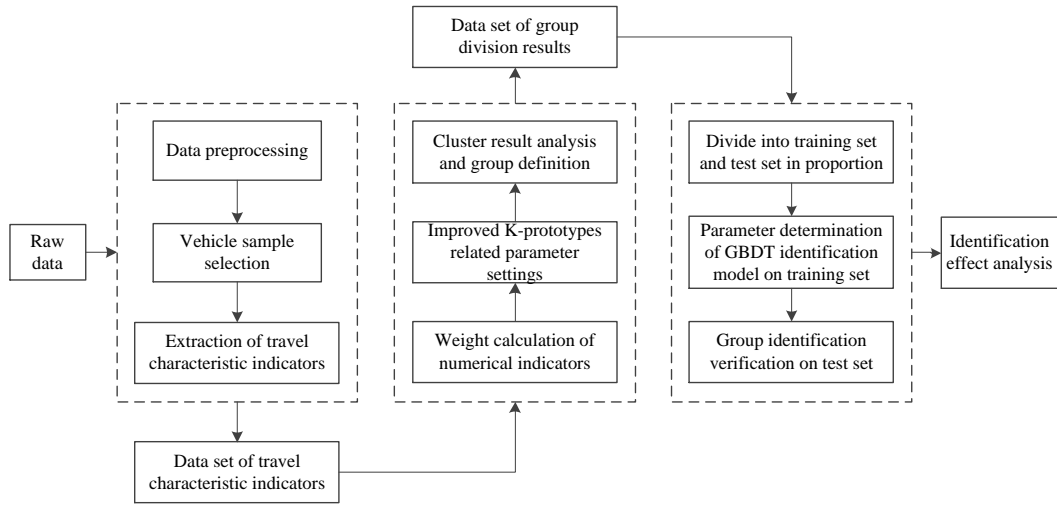 Raw
data
Data preprocessing
Vehicle sample
selection
Extraction of travel
characteristic indicators
Data set of travel
characteristic indicators
Weight calculation of
numerical indicators
Improved K-prototypes
related parameter
settings
Cluster result analysis
and group definition
Data set of group
division results
Divide into training set
and test set in proportion
Parameter determination
of GBDT identification
model on training set
Group identification
verification on test set
Identification
effect analysis